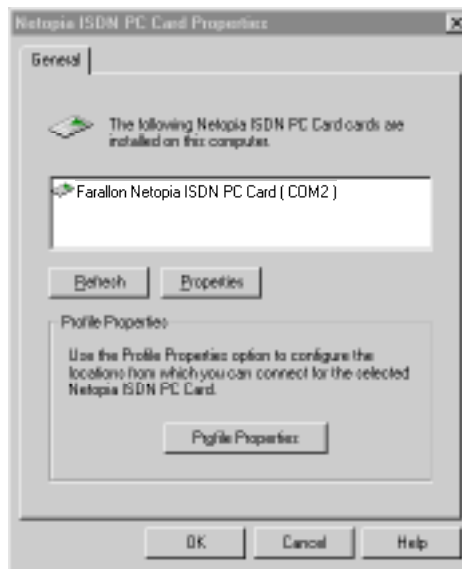 Netopia ISDN PC Card Properties
General
The following Netopia ISDN PC Card cards are
installed on this computer.
Farallon Netopia ISDN PC Card ( COM2 )
Refresh Properties
Profile Properties
Use the Profile Properties option to configure the
locations from which you can connect for the selected
Netopia ISDN PC Card.
Profile Properties
OK Cancel Help